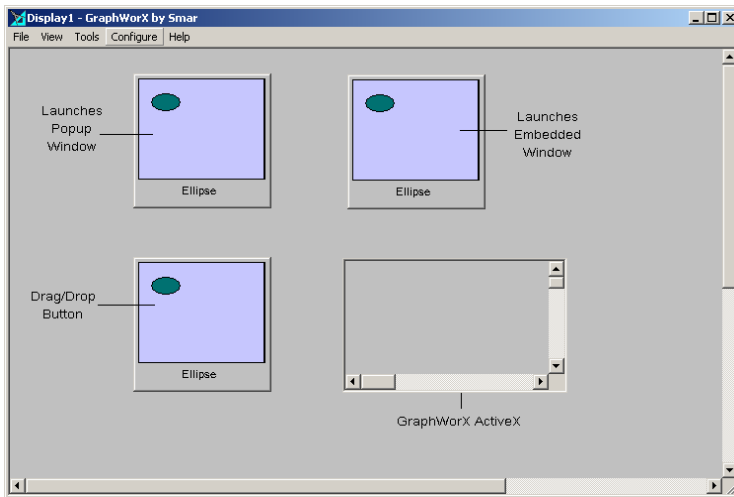 Display1 - GraphWorX by Smar
File View Tools Configure Help
Launches
Popup
Window
Ellipse
Launches
Embedded
Window
Ellipse
Drag/Drop
Button
Ellipse
GraphWorX ActiveX